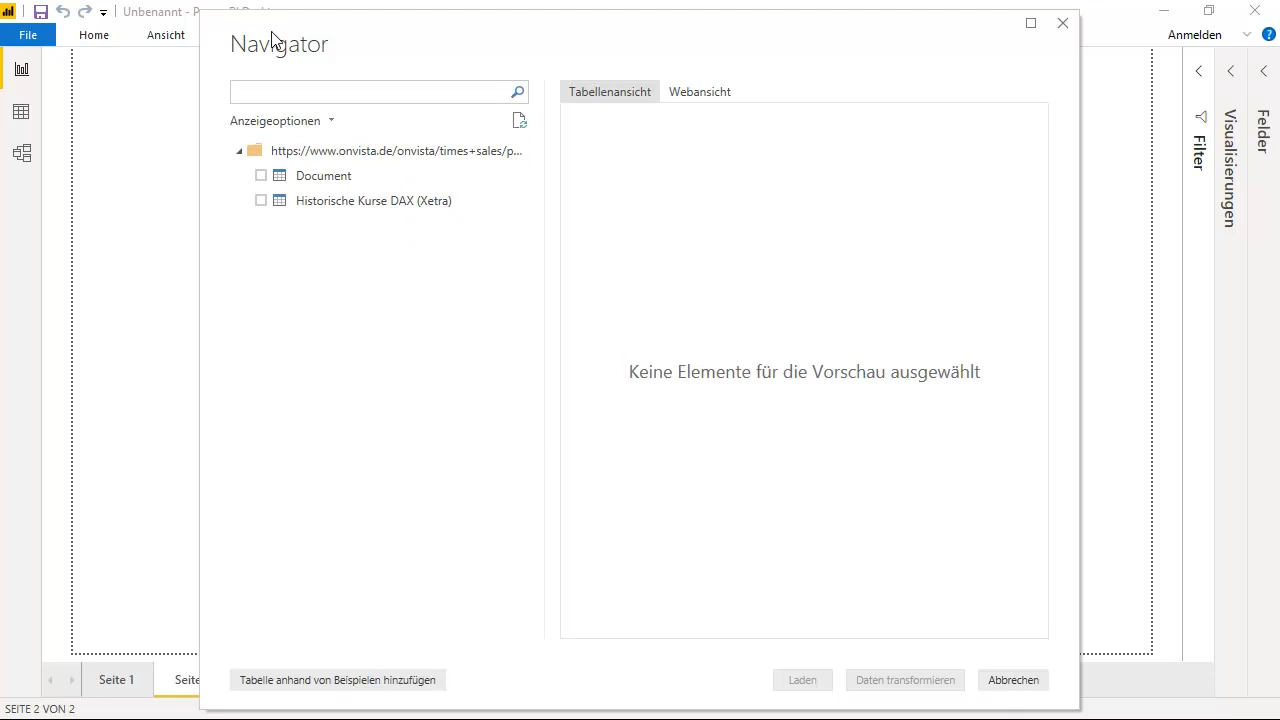 Unbenannt - P
File
Home
Ansicht
Anmelden
Navigator
Anzeigeoptionen
https://www.onvista.de/onvista/times+sales/p...
Document
Historische Kurse DAX (Xetra)
Tabellenansicht
Webansicht
Keine Elemente für die Vorschau ausgewählt
Filter
Visualisierungen
Felder
Tabelle anhand von Beispielen hinzufügen
Laden
Daten transformieren
Abbrechen
Seite 1
Seite
SEITE 2 VON 2